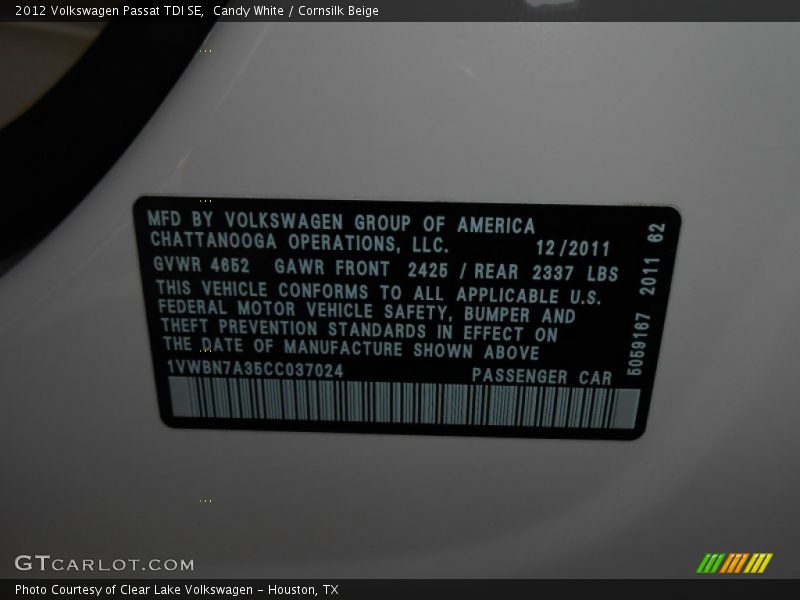 2012 Volkswagen Passat TDI SE,  Candy White / Cornsilk Beige
MFD BY VOLKSWAGEN GROUP OF AMERICA
CHATTANOOGA OPERATIONS, LLC. 12/2011
GVWR 4652 GAWR FRONT 2425 / REAR 2337 LBS
THIS VEHICLE CONFORMS TO ALL APPLICABLE U.S.
FEDERAL MOTOR VEHICLE SAFETY, BUMPER AND
THEFT PREVENTION STANDARDS IN EFFECT ON
THE DATE OF MANUFACTURE SHOWN ABOVE
1VWBN7A35CC037024 PASSENGER CAR
5059167 2011 62
GTCARLOT.COM
Photo Courtesy of Clear Lake Volkswagen - Houston, TX